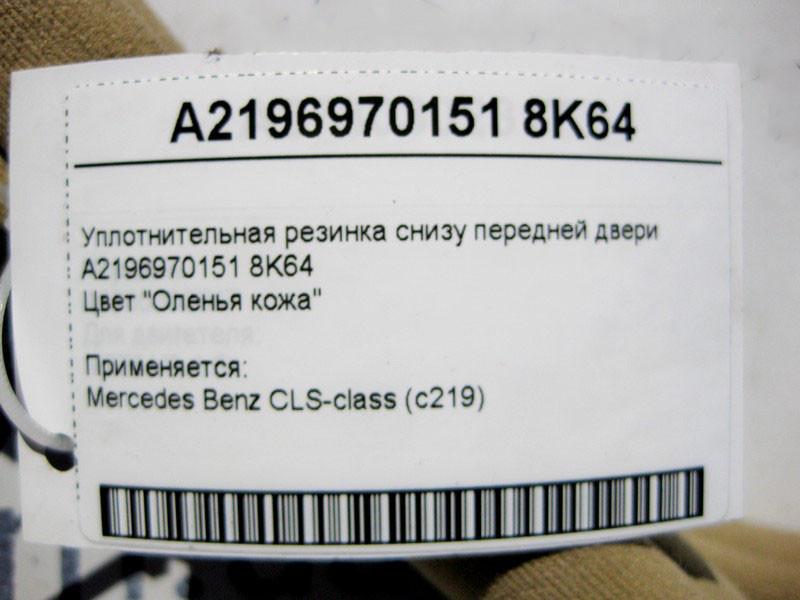 A2196970151 8K64
Уплотнительная резинка снизу передней двери
A2196970151 8K64
Цвет "Оленья кожа"
Для двигателя:
Применяется:
Mercedes Benz CLS-class (c219)